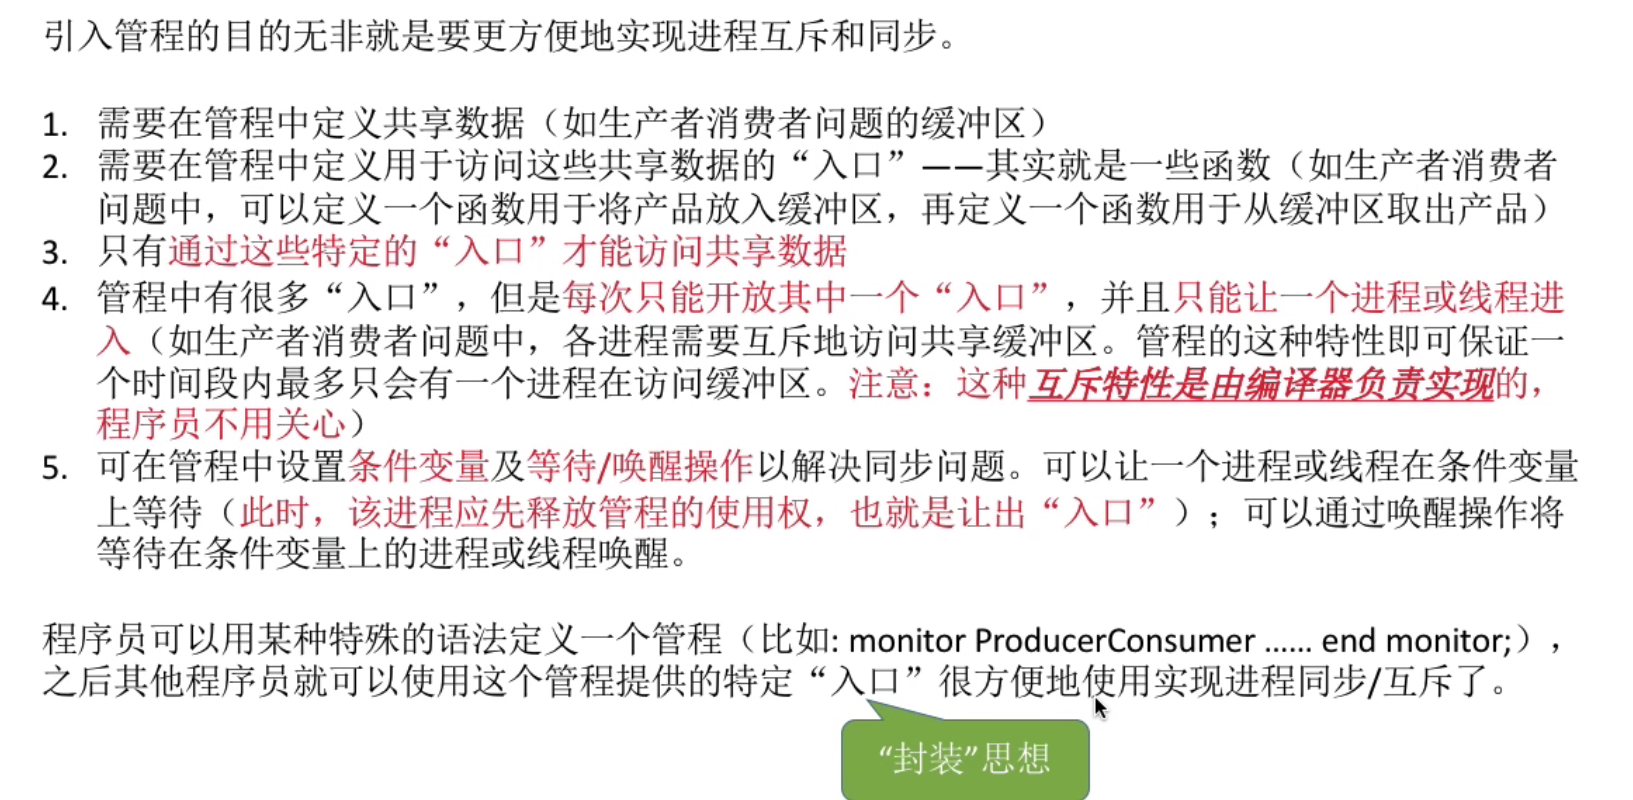 引入管程的目的无非就是要更方便地实现进程互斥和同步。
1. 需要在管程中定义共享数据（如生产者消费者问题的缓冲区）
2. 需要在管程中定义用于访问这些共享数据的“入口”——其实就是一些函数（如生产者消费者
问题中，可以定义一个函数用于将产品放入缓冲区，再定义一个函数用于从缓冲区取出产品）
3. 只有通过这些特定的“入口”才能访问共享数据
4. 管程中有很多“入口”，但是每次只能开放其中一个“入口”，并且只能让一个进程或线程进
入（如生产者消费者问题中，各进程需要互斥地访问共享缓冲区。管程的这种特性即可保证一
个时间段内最多只会有一个进程在访问缓冲区。注意：这种互斥特性是由编译器负责实现的，
程序员不用关心）
5. 可在管程中设置条件变量及等待/唤醒操作以解决同步问题。可以让一个进程或线程在条件变量
上等待（此时，该进程应先释放管程的使用权，也就是让出“入口”）；可以通过唤醒操作将
等待在条件变量上的进程或线程唤醒。
程序员可以用某种特殊的语法定义一个管程（比如: monitor ProducerConsumer …… end monitor;），
之后其他程序员就可以使用这个管程提供的特定“入口”很方便地使用实现进程同步/互斥了。
“封装”思想